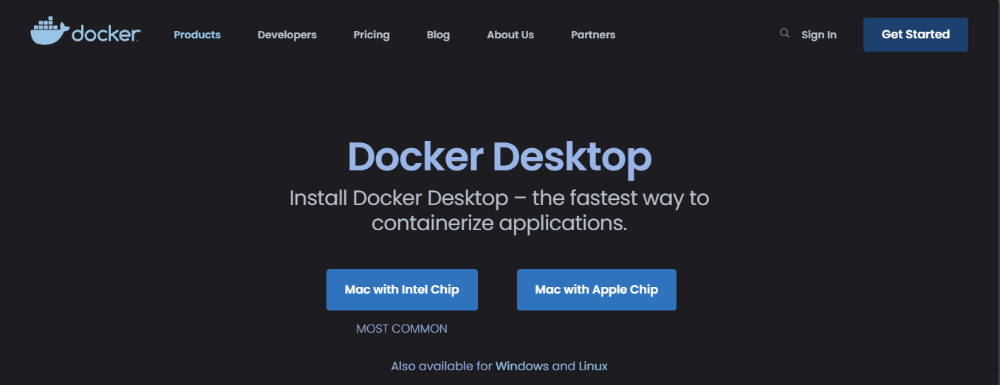 docker Products Developers Pricing Blog About Us Partners Sign In Get Started
Docker Desktop
Install Docker Desktop – the fastest way to
containerize applications.
Mac with Intel Chip Mac with Apple Chip
MOST COMMON
Also available for Windows and Linux